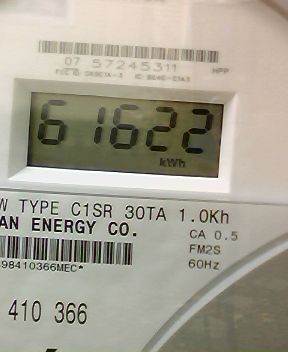 07 57245311
HPP
61622
kWh
W TYPE C1SR 30TA 1.0Kh
AN ENERGY CO.
CA 0.5
FM2S
60Hz
98410366MEC*
410 366